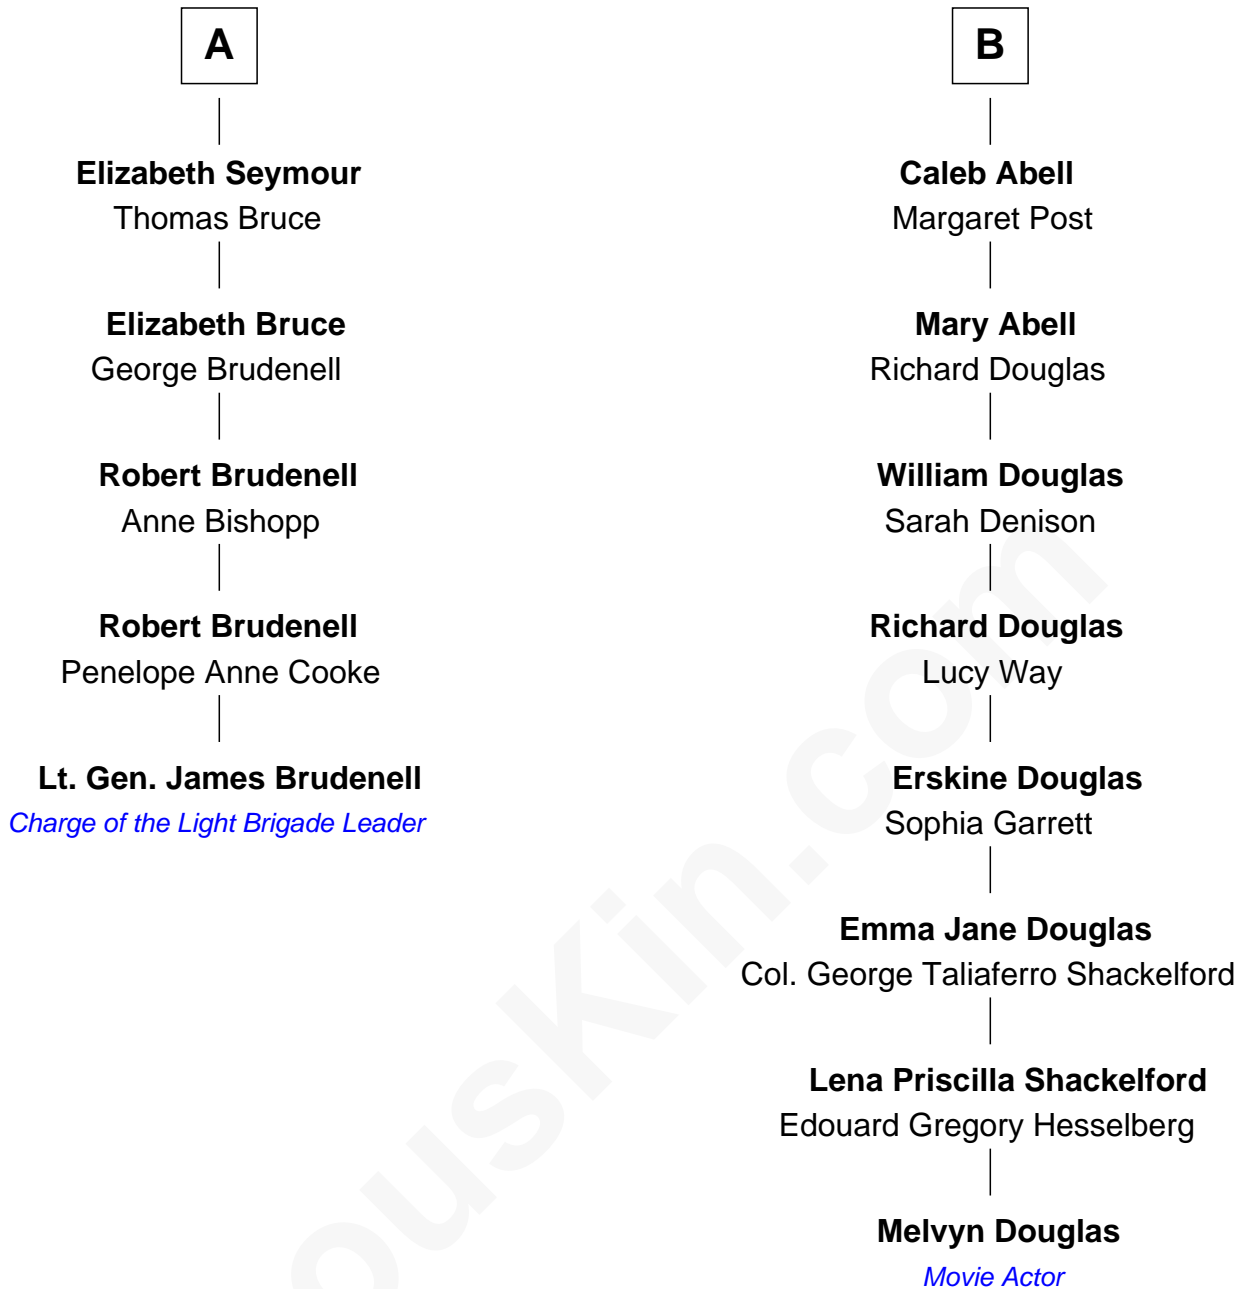 A
Elizabeth Seymour
Thomas Bruce
Elizabeth Bruce
George Brudenell
Robert Brudenell
Anne Bishopp
Robert Brudenell
Penelope Anne Cooke
Lt. Gen. James Brudenell
Charge of the Light Brigade Leader
B
Caleb Abell
Margaret Post
Mary Abell
Richard Douglas
William Douglas
Sarah Denison
Richard Douglas
Lucy Way
Erskine Douglas
Sophia Garrett
Emma Jane Douglas
Col. George Taliaferro Shackelford
Lena Priscilla Shackelford
Edouard Gregory Hesselberg
Melvyn Douglas
Movie Actor
ousKin.com